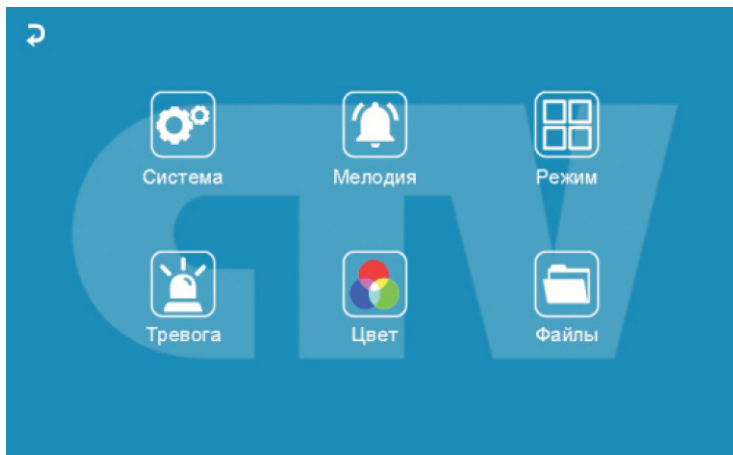 CTV
Система
Мелодия
Режим
Тревога
Цвет
Файлы